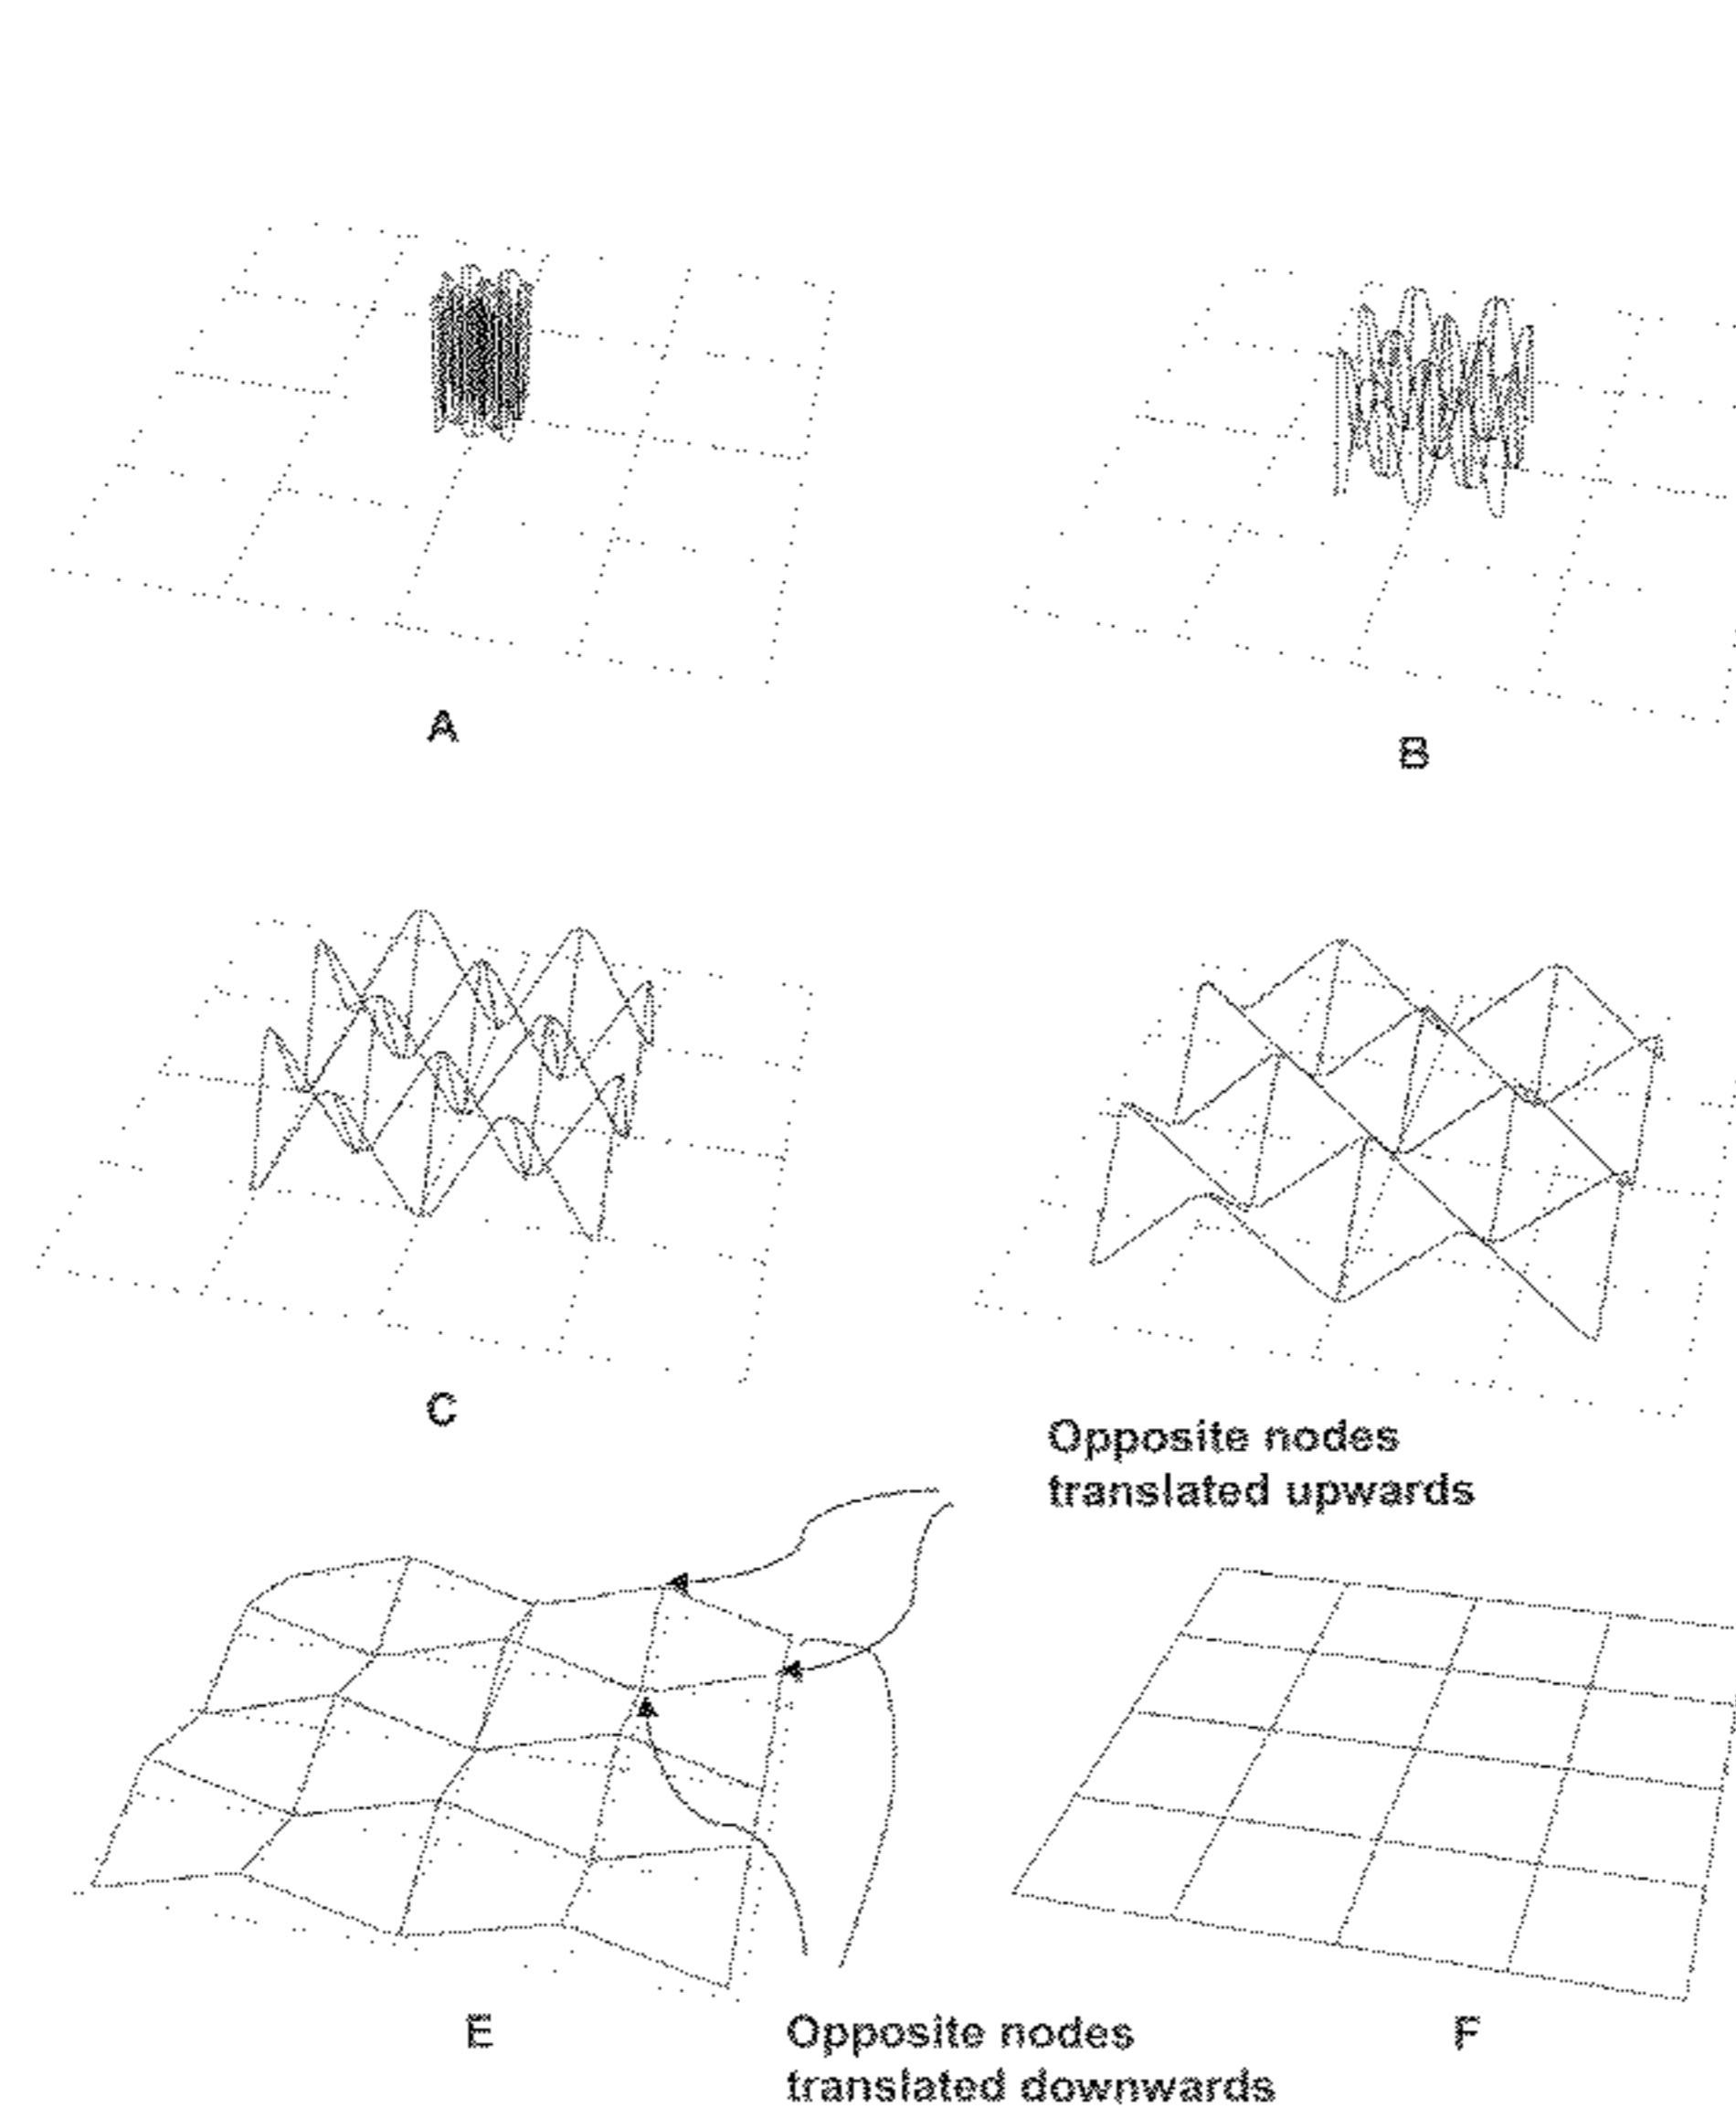 A
B
C
Opposite nodes
translated upwards
E
F
Opposite nodes
translated downwards